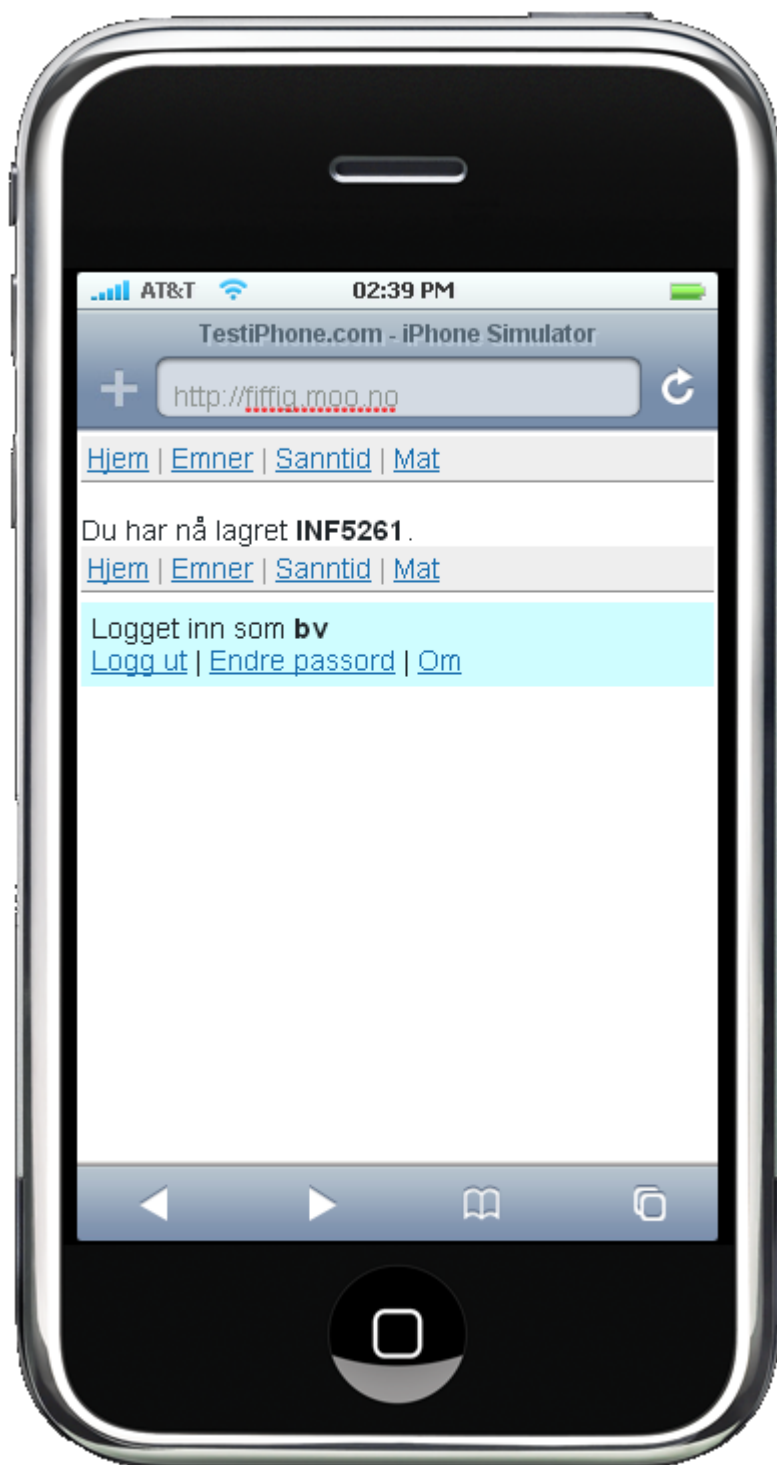 AT&T 02:39 PM
TestiPhone.com - iPhone Simulator
http://fiffig.moo.no
Hjem | Emner | Sanntid | Mat
Du har nå lagret INF5261.
Hjem | Emner | Sanntid | Mat
Logget inn som bv
Logg ut | Endre passord | Om